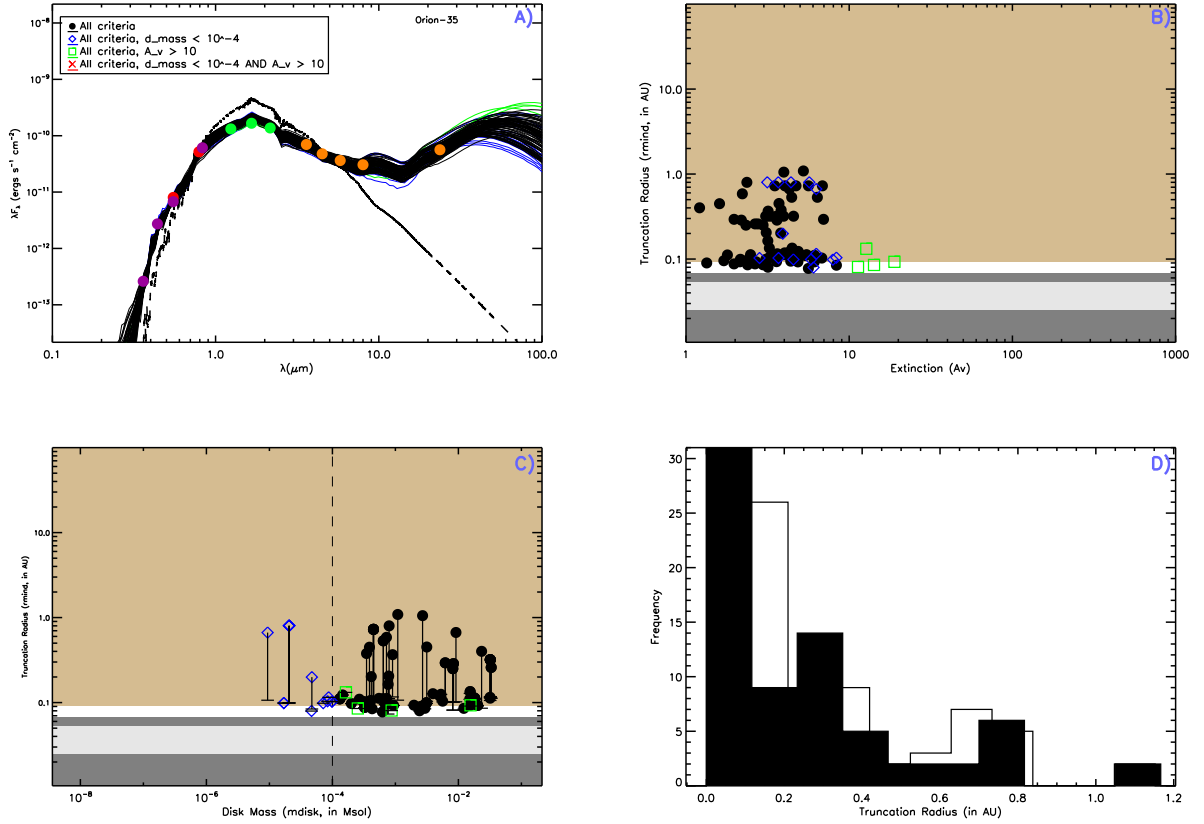 All criteria
All criteria, d_mass < 10^-4
All criteria, A_v > 10
All criteria, d_mass < 10^-4 AND A_v > 10
Orion-35
A)
10⁻⁸
10⁻⁹
10⁻¹⁰
10⁻¹¹
10⁻¹²
10⁻¹³
λF_λ (ergs s⁻¹ cm⁻²)
0.1
1.0
10.0
100.0
λ(μm)
B)
10.0
1.0
0.1
Truncation Radius (rmind, in AU)
1
10
100
1000
Extinction (Av)
C)
10.0
1.0
0.1
Truncation Radius (rmind, in AU)
10⁻⁸
10⁻⁶
10⁻⁴
10⁻²
Disk Mass (mdisk, in Msol)
D)
30
25
20
15
10
5
0
Frequency
0.0
0.2
0.4
0.6
0.8
1.0
1.2
Truncation Radius (in AU)